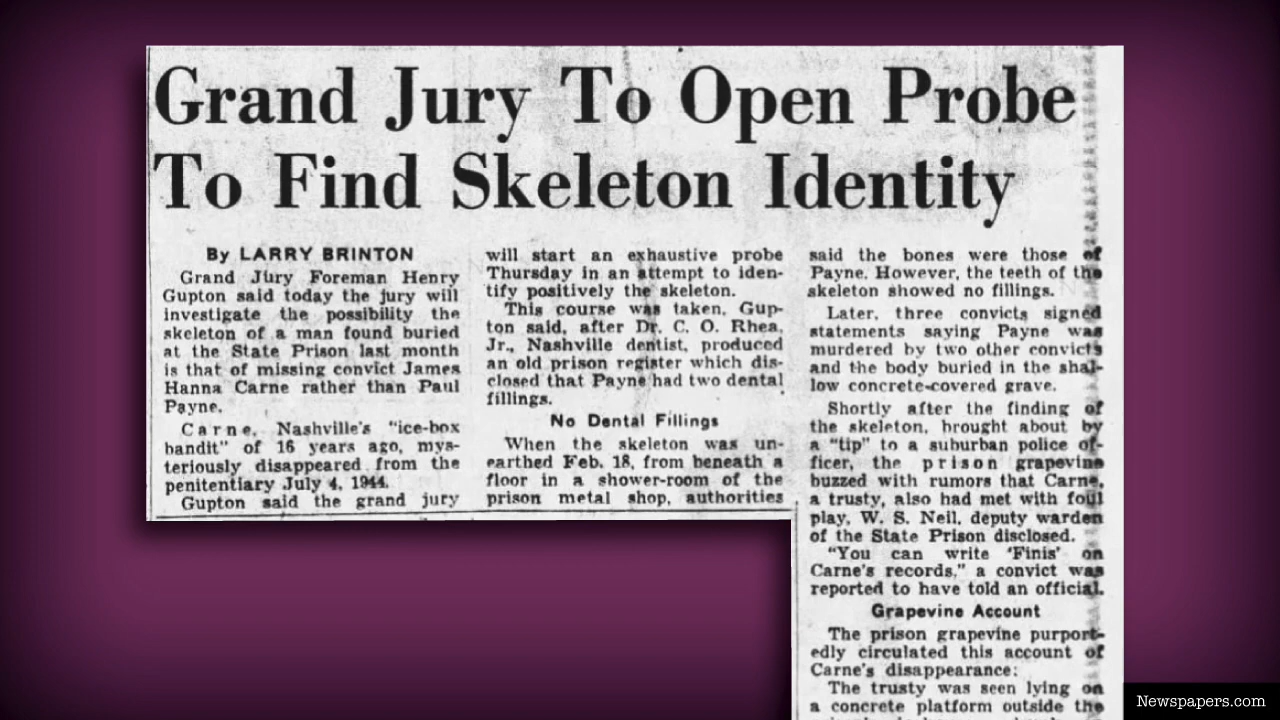 Grand Jury To Open Probe
To Find Skeleton Identity
By LARRY BRINTON
Grand Jury Foreman Henry
Gupton said today the jury will
investigate the possibility the
skeleton of a man found buried
at the State Prison last month
is that of missing convict James
Hanna Carne rather than Paul
Payne.
Carne, Nashville's "ice-box
bandit" of 16 years ago, mys-
teriously disappeared from the
penitentiary July 4, 1944.
Gupton said the grand jury
will start an exhaustive probe
Thursday in an attempt to iden-
tify positively the skeleton.
This course was taken, Gup-
ton said, after Dr. C. O. Rhea,
Jr., Nashville dentist, produced
an old prison register which dis-
closed that Payne had two dental
fillings.
No Dental Fillings
When the skeleton was un-
earthed Feb. 18, from beneath a
floor in a shower-room of the
prison metal shop, authorities
said the bones were those of
Payne. However, the teeth of the
skeleton showed no fillings.
Later, three convicts signed
statements saying Payne was
murdered by two other convicts
and the body buried in the shal-
low concrete-covered grave.
Shortly after the finding of
the skeleton, brought about by
a "tip" to a suburban police of-
ficer, the prison grapevine
buzzed with rumors that Carne,
a trusty, also had met with foul
play, W. S. Neil, deputy warden
of the State Prison disclosed.
"You can write 'Finis' on
Carne's records," a convict was
reported to have told an official.
Grapevine Account
The prison grapevine purport-
edly circulated this account of
Carne's disappearance:
The trusty was seen lying on
a concrete platform outside the
Newspapers.com